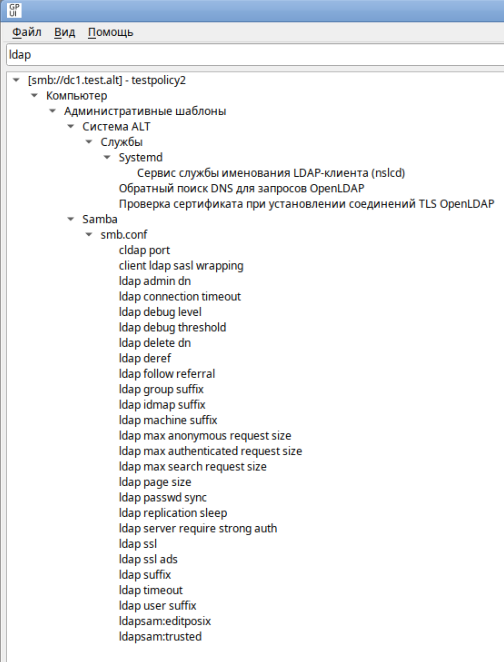 GP
UI
Файл Вид Помощь
ldap
[smb://dc1.test.alt] - testpolicy2
Компьютер
Административные шаблоны
Система ALT
Службы
Systemd
Сервис службы именования LDAP-клиента (nslcd)
Обратный поиск DNS для запросов OpenLDAP
Проверка сертификата при установлении соединений TLS OpenLDAP
Samba
smb.conf
cldap port
client ldap sasl wrapping
ldap admin dn
ldap connection timeout
ldap debug level
ldap debug threshold
ldap delete dn
ldap deref
ldap follow referral
ldap group suffix
ldap idmap suffix
ldap machine suffix
ldap max anonymous request size
ldap max authenticated request size
ldap max search request size
ldap page size
ldap passwd sync
ldap replication sleep
ldap server require strong auth
ldap ssl
ldap ssl ads
ldap suffix
ldap timeout
ldap user suffix
ldapsam:editposix
ldapsam:trusted